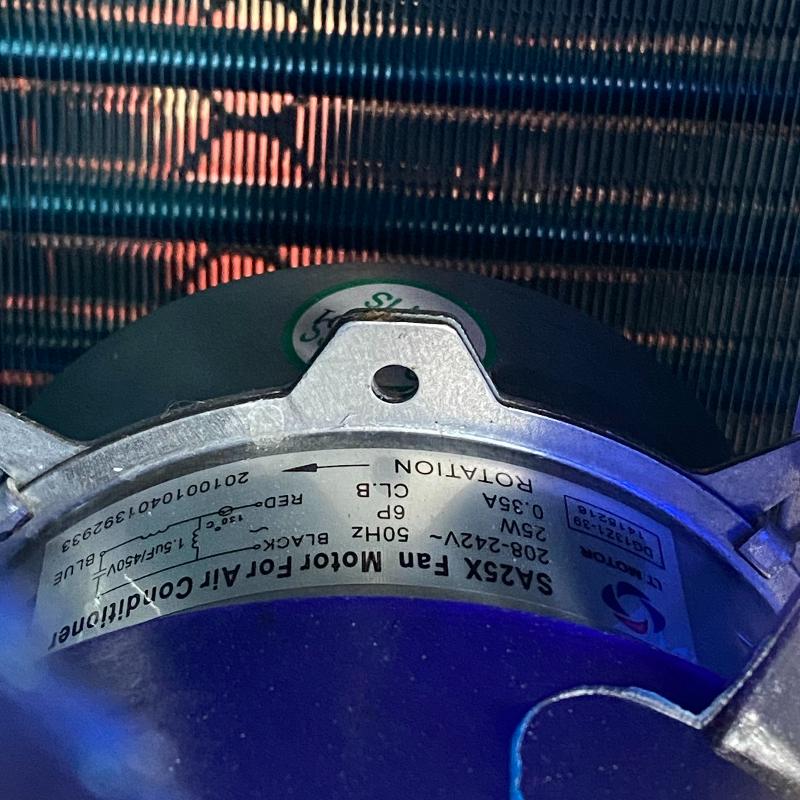 SA25X Fan Motor For Air Conditioner
208-242V~ 50Hz
25W 6P
0.35A CL.B
ROTATION
LT MOTOR
DG13Z1-39
1415216
BLACK
RED
BLUE
130°C
1.5uF/450V
2010010401392933